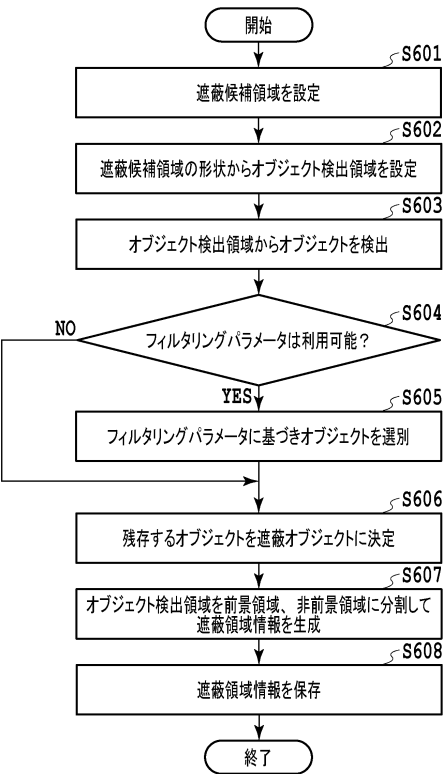 開始
S601
遮蔽候補領域を設定
S602
遮蔽候補領域の形状からオブジェクト検出領域を設定
S603
オブジェクト検出領域からオブジェクトを検出
S604
フィルタリングパラメータは利用可能？
NO
YES
S605
フィルタリングパラメータに基づきオブジェクトを選別
S606
残存するオブジェクトを遮蔽オブジェクトに決定
S607
オブジェクト検出領域を前景領域、非前景領域に分割して
遮蔽領域情報を生成
S608
遮蔽領域情報を保存
終了